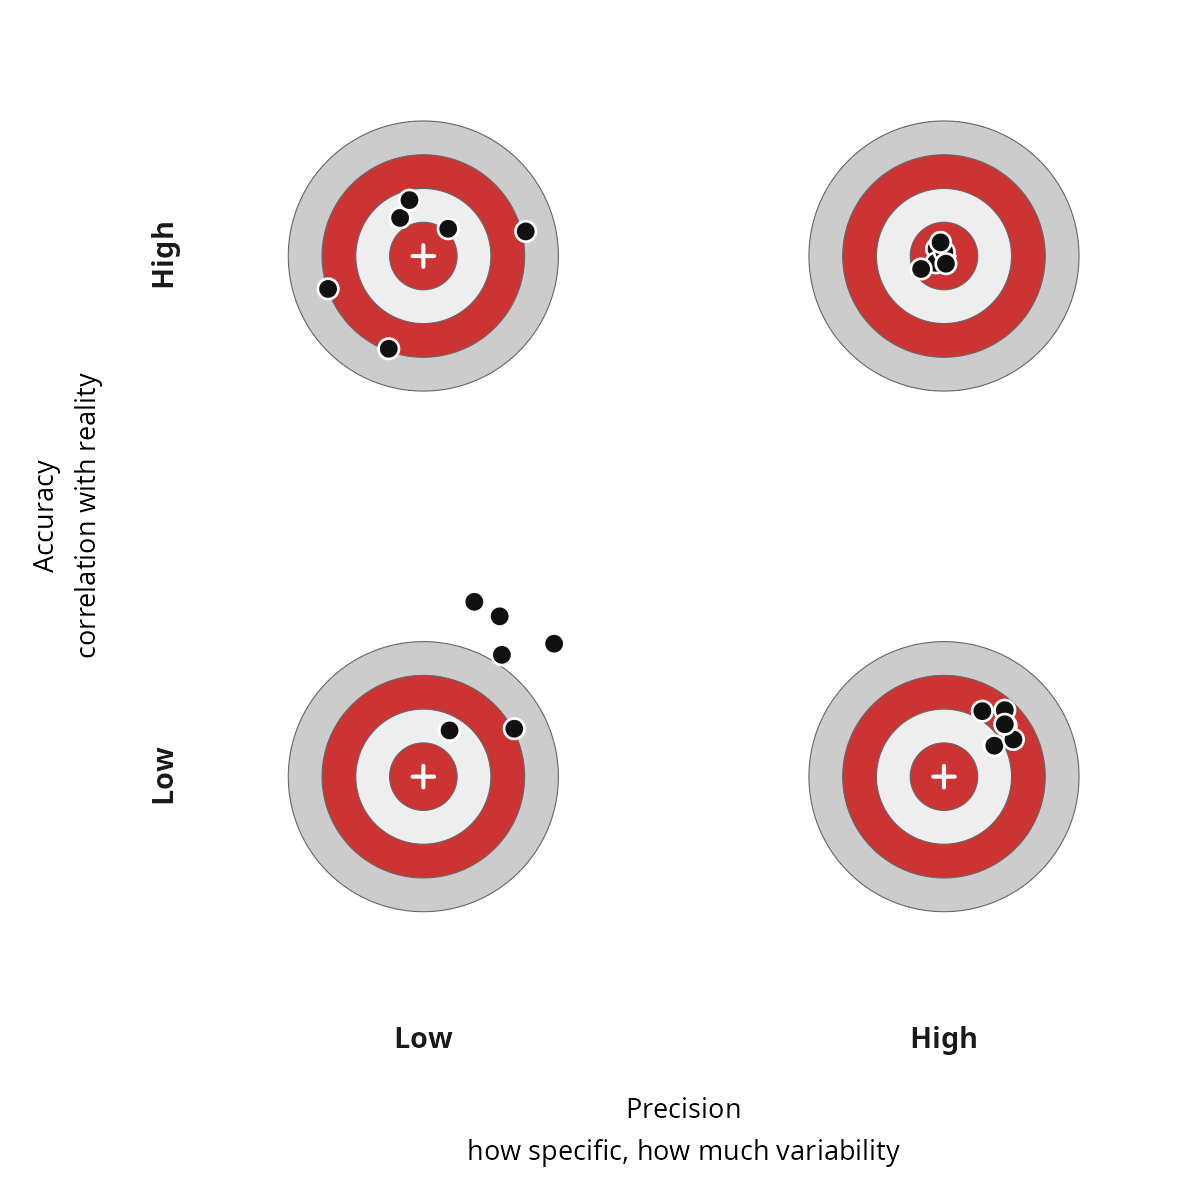 High
Accuracy
correlation with reality
Low
Low
High
Precision
how specific, how much variability